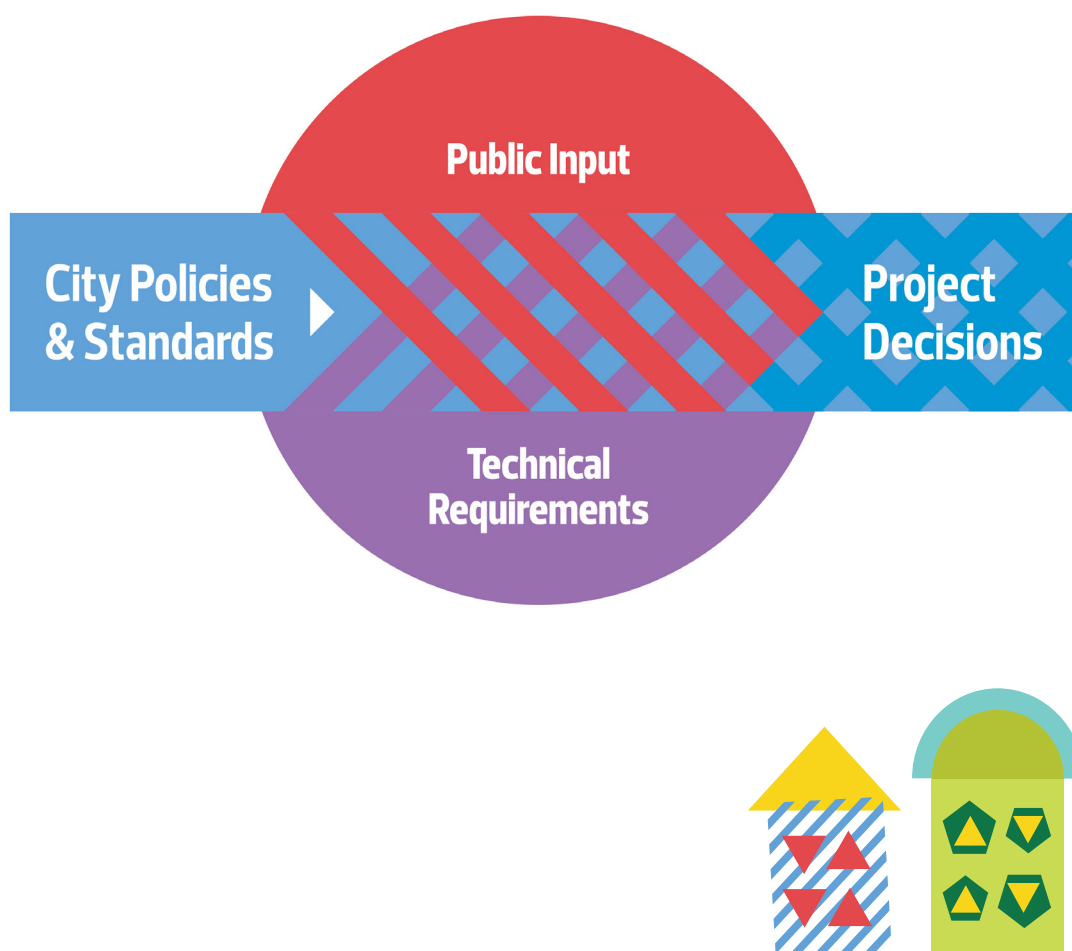 Public Input
City Policies
& Standards
Project
Decisions
Technical
Requirements